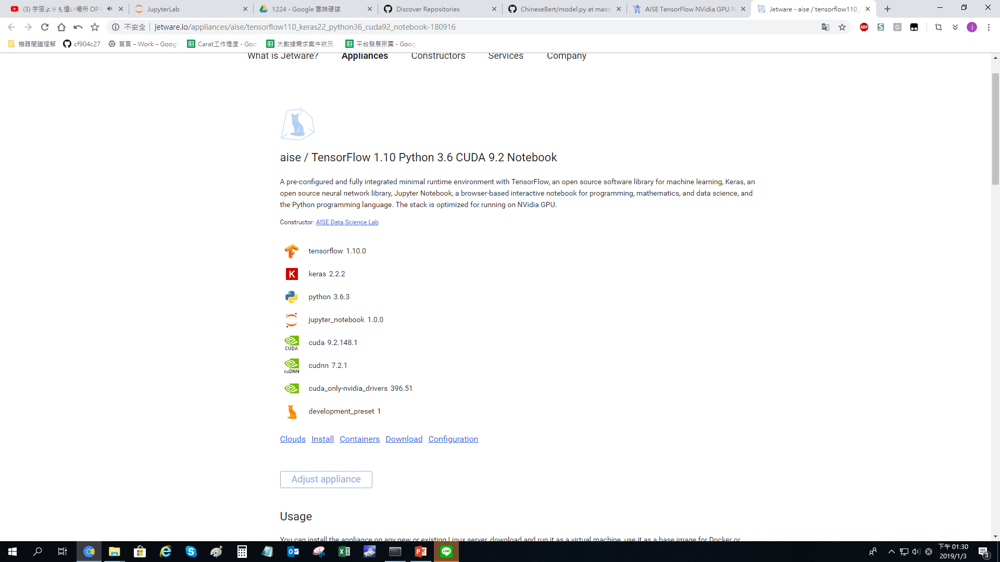 (3) 宇宙よりも遠い場所 OP
JupyterLab
1224 - Google 雲端硬碟
Discover Repositories
ChineseBert/model.py at maste
AISE TensorFlow NVidia GPU N
Jetware - aise / tensorflow110_
不安全
jetware.io/appliances/aise/tensorflow110_keras22_python36_cuda92_notebook-180916
ABP
G
j
機器閱讀理解
cf904c27
首頁 – Work – Googl
Carat工作進度 - Goo
大數據需求案件狀況 -
平台發展揪團 - Goog
What is Jetware?
Appliances
Constructors
Services
Company
aise / TensorFlow 1.10 Python 3.6 CUDA 9.2 Notebook
A pre-configured and fully integrated minimal runtime environment with TensorFlow, an open source software library for machine learning, Keras, an
open source neural network library, Jupyter Notebook, a browser-based interactive notebook for programming, mathematics, and data science, and
the Python programming language. The stack is optimized for running on NVidia GPU.
Constructor: AISE Data Science Lab
tensorflow 1.10.0
K
keras 2.2.2
python 3.6.3
jupyter_notebook 1.0.0
CUDA
cuda 9.2.148.1
cuDNN
cudnn 7.2.1
cuda_only-nvidia_drivers 396.51
development_preset 1
Clouds Install Containers Download Configuration
Adjust appliance
Usage
You can install the appliance on any new or existing Linux server, download and run it as a virtual machine, use it as a base image for Docker or
LINE
下午 01:30
2019/1/3
3